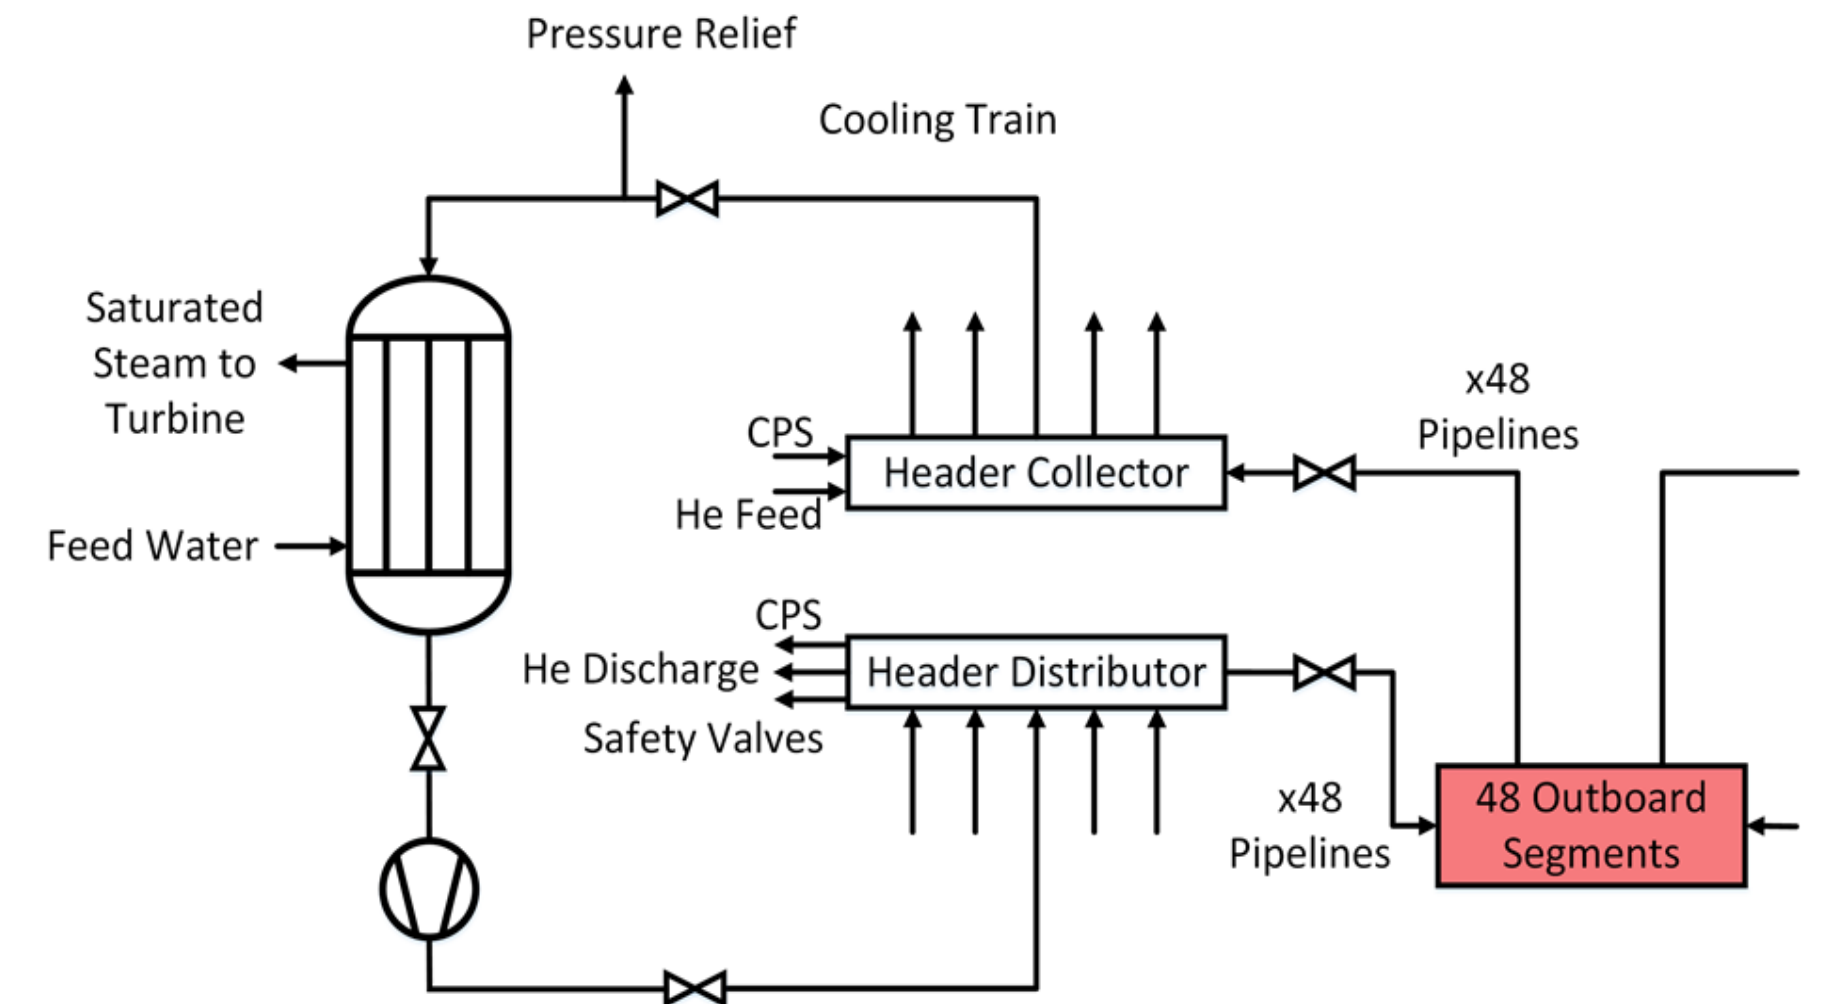 Pressure Relief
Cooling Train
Saturated
Steam to
Turbine
Feed Water
CPS
He Feed
Header Collector
x48
Pipelines
CPS
He Discharge
Safety Valves
Header Distributor
x48
Pipelines
48 Outboard
Segments